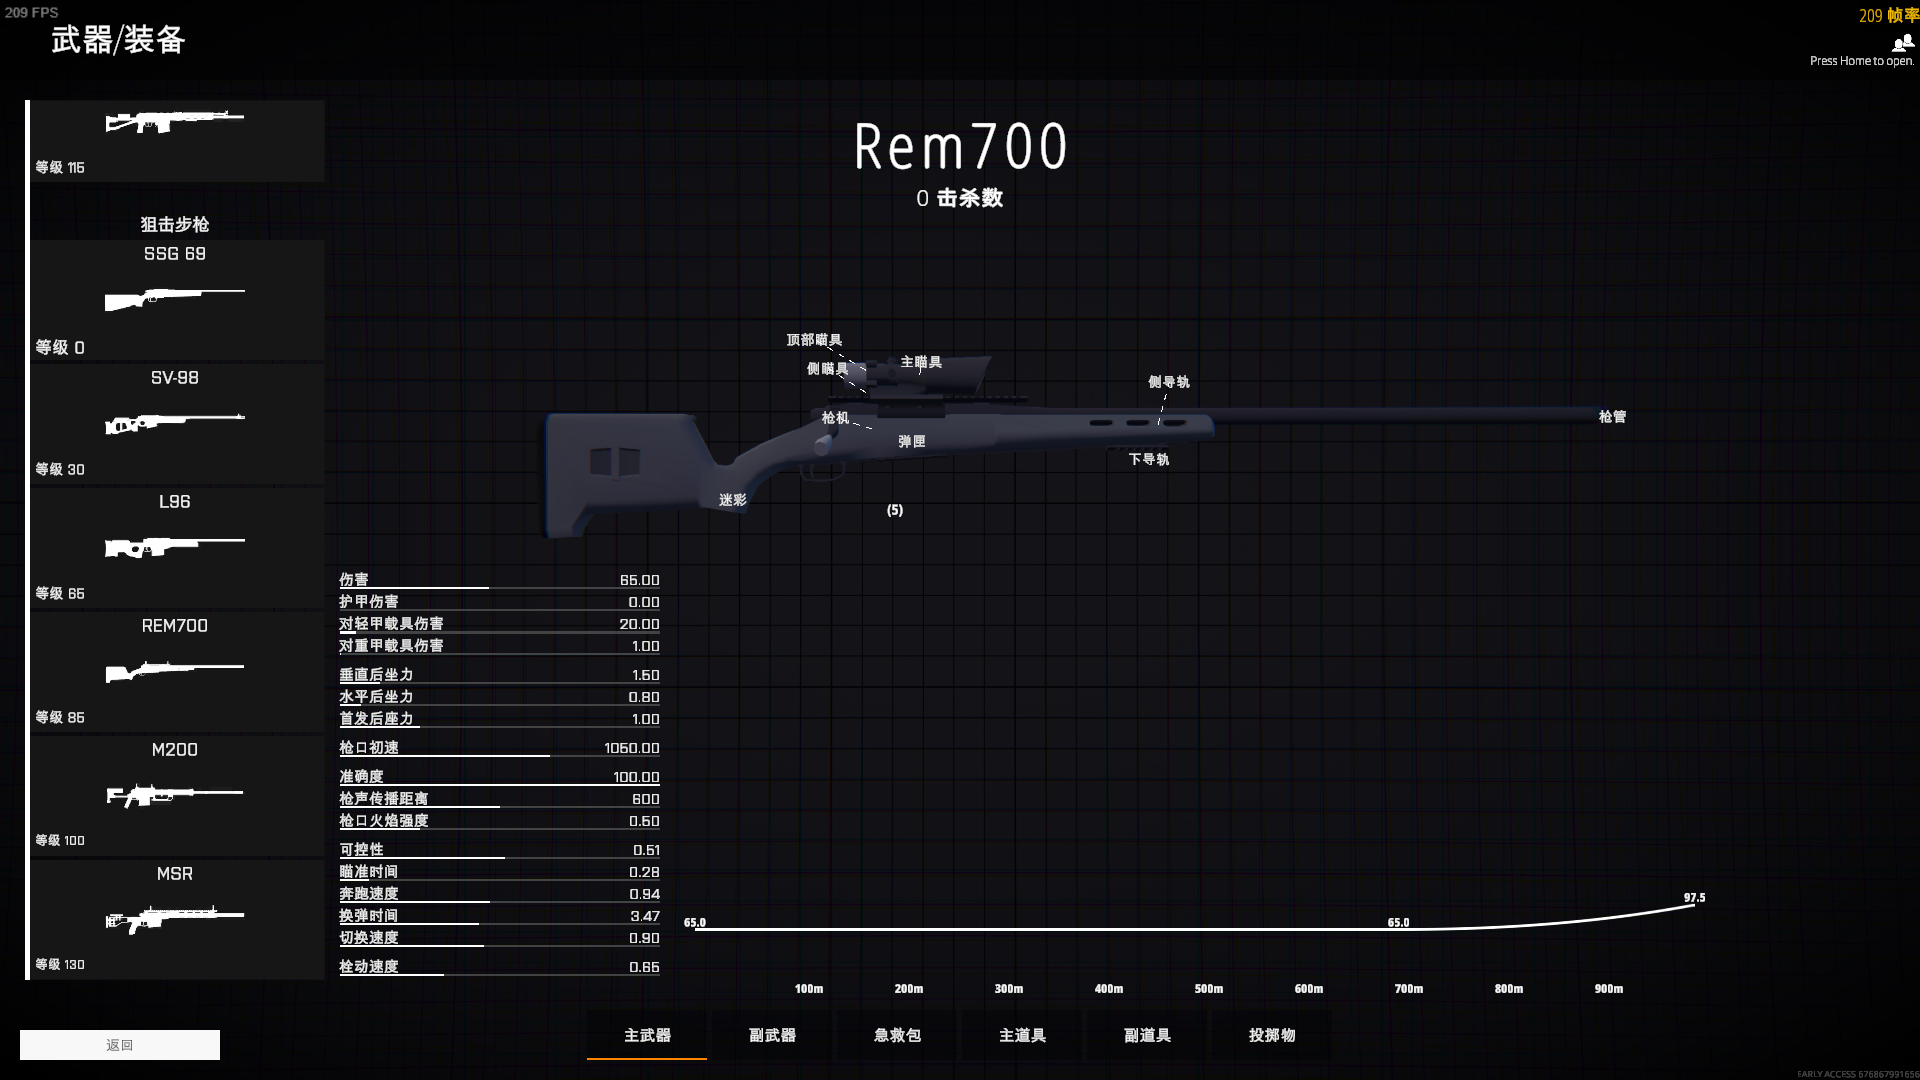 209 FPS
武器/装备
209 帧率
Press Home to open.
等级 115
狙击步枪
SSG 69
等级 0
SV-98
等级 30
L96
等级 65
REM700
等级 85
M200
等级 100
MSR
等级 130
返回
Rem700
0 击杀数
顶部瞄具
侧瞄具
主瞄具
侧导轨
枪机
枪管
弹匣
下导轨
迷彩
(5)
伤害 65.00
护甲伤害 0.00
对轻甲载具伤害 20.00
对重甲载具伤害 1.00
垂直后坐力 1.50
水平后坐力 0.80
首发后座力 1.00
枪口初速 1050.00
准确度 100.00
枪声传播距离 600
枪口火焰强度 0.50
可控性 0.51
瞄准时间 0.28
奔跑速度 0.94
换弹时间 3.47
切换速度 0.90
栓动速度 0.65
65.0
65.0
97.5
100m 200m 300m 400m 500m 600m 700m 800m 900m
主武器 副武器 急救包 主道具 副道具 投掷物
EARLY ACCESS 676867991656